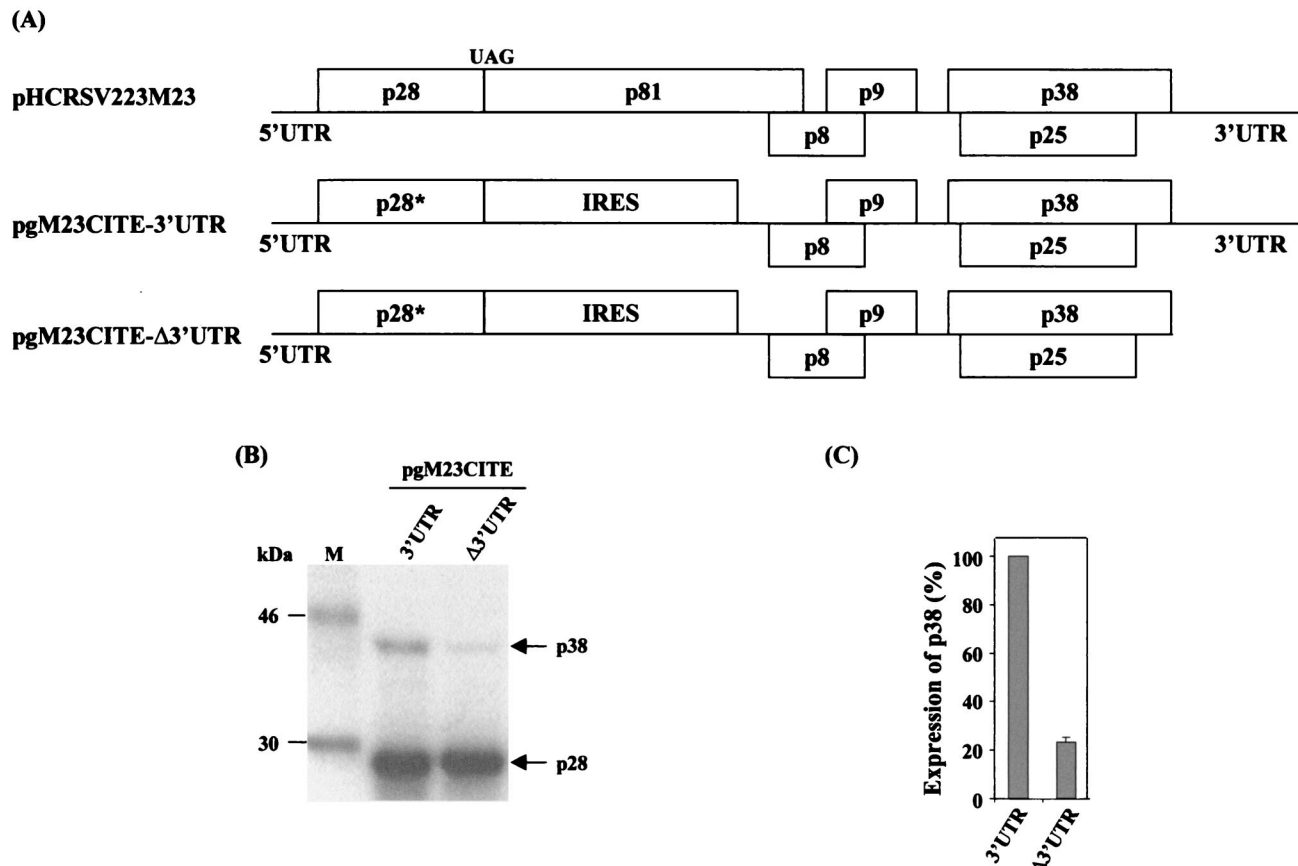 (A)
UAG
pHCRSV223M23 p28 p81 p9 p38
5'UTR p8 p25 3'UTR
pgM23CITE-3'UTR p28* IRES p9 p38
5'UTR p8 p25 3'UTR
pgM23CITE-Δ3'UTR p28* IRES p9 p38
5'UTR p8 p25
(B)
pgM23CITE
kDa M 3'UTR Δ3'UTR
46
p38
30
p28
(C)
Expression of p38 (%)
100
80
60
40
20
0
3'UTR Δ3'UTR